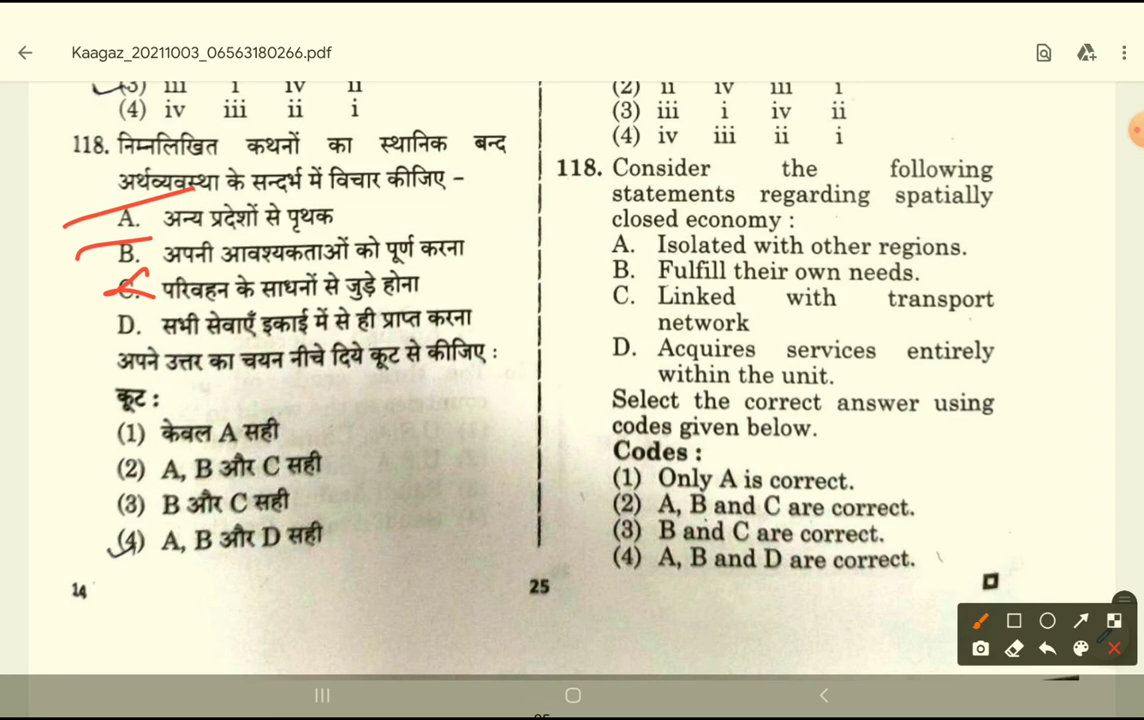 Kaagaz_20211003_06563180266.pdf
(3) iii i iv ii
(4) iv iii ii i
118. निम्नलिखित कथनों का स्थानिक बन्द
अर्थव्यवस्था के सन्दर्भ में विचार कीजिए –
A. अन्य प्रदेशों से पृथक
B. अपनी आवश्यकताओं को पूर्ण करना
C. परिवहन के साधनों से जुड़े होना
D. सभी सेवाएँ इकाई में से ही प्राप्त करना
अपने उत्तर का चयन नीचे दिये कूट से कीजिए :
कूट :
(1) केवल A सही
(2) A, B और C सही
(3) B और C सही
(4) A, B और D सही
14
25
(2) ii iv iii i
(3) iii i iv ii
(4) iv iii ii i
118. Consider the following
statements regarding spatially
closed economy :
A. Isolated with other regions.
B. Fulfill their own needs.
C. Linked with transport
network
D. Acquires services entirely
within the unit.
Select the correct answer using
codes given below.
Codes :
(1) Only A is correct.
(2) A, B and C are correct.
(3) B and C are correct.
(4) A, B and D are correct.